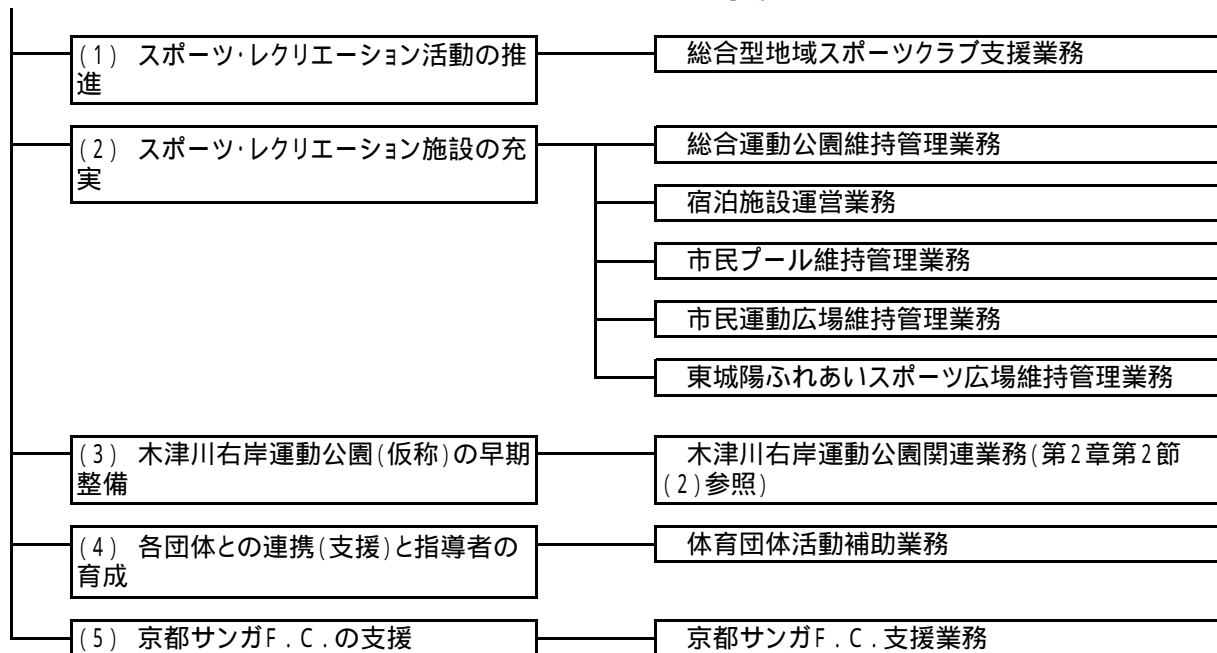 (1) スポーツ・レクリエーション活動の推
進
総合型地域スポーツクラブ支援業務
(2) スポーツ・レクリエーション施設の充
実
総合運動公園維持管理業務
宿泊施設運営業務
市民プール維持管理業務
市民運動広場維持管理業務
東城陽ふれあいスポーツ広場維持管理業務
(3) 木津川右岸運動公園(仮称)の早期
整備
木津川右岸運動公園関連業務(第2章第2節
(2)参照)
(4) 各団体との連携(支援)と指導者の
育成
体育団体活動補助業務
(5) 京都サンガF.C.の支援
京都サンガF.C.支援業務